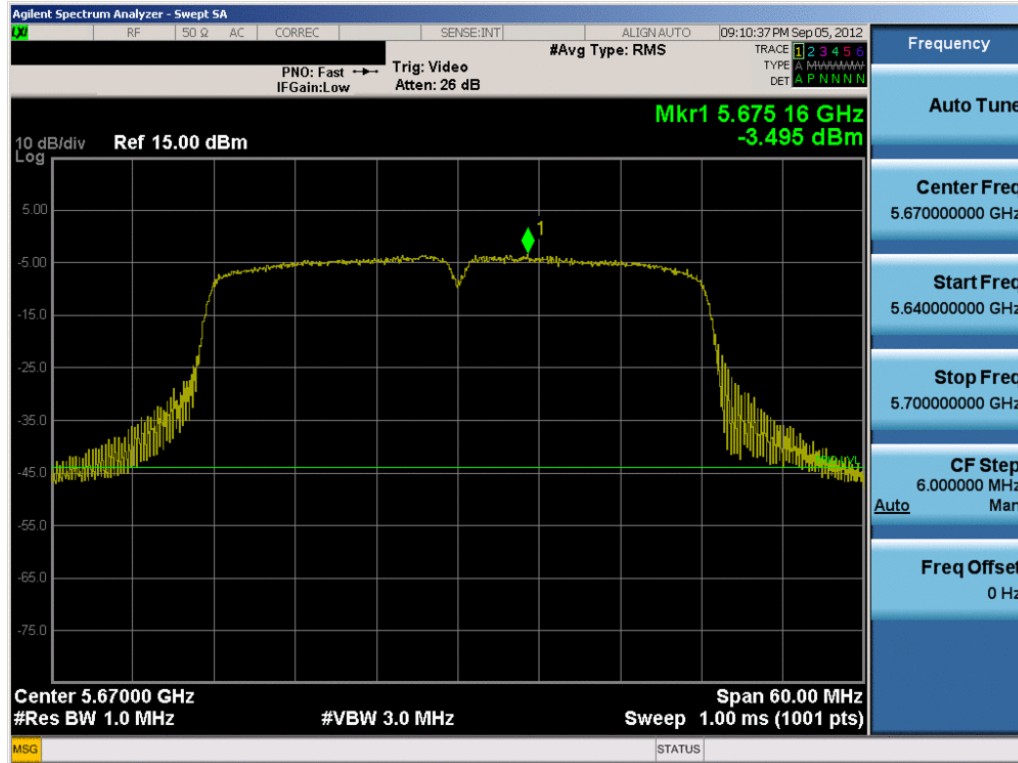 Agilent Spectrum Analyzer - Swept SA
LXI RF 50 Ω AC CORREC SENSE:INT ALIGNAUTO 09:10:37 PM Sep 05, 2012
#Avg Type: RMS
TRACE 1 2 3 4 5 6
PNO: Fast Trig: Video
TYPE A MWWWWW
IFGain:Low Atten: 26 dB
DET A P N N N N
Mkr1 5.675 16 GHz
-3.495 dBm
10 dB/div Ref 15.00 dBm
Log
5.00
1
-5.00
-15.0
-25.0
-35.0
-45.0
-55.0
-65.0
-75.0
Center 5.67000 GHz Span 60.00 MHz
#Res BW 1.0 MHz #VBW 3.0 MHz Sweep 1.00 ms (1001 pts)
MSG STATUS
Frequency
Auto Tune
Center Freq
5.670000000 GHz
Start Freq
5.640000000 GHz
Stop Freq
5.700000000 GHz
CF Step
6.000000 MHz
Auto Man
Freq Offset
0 Hz